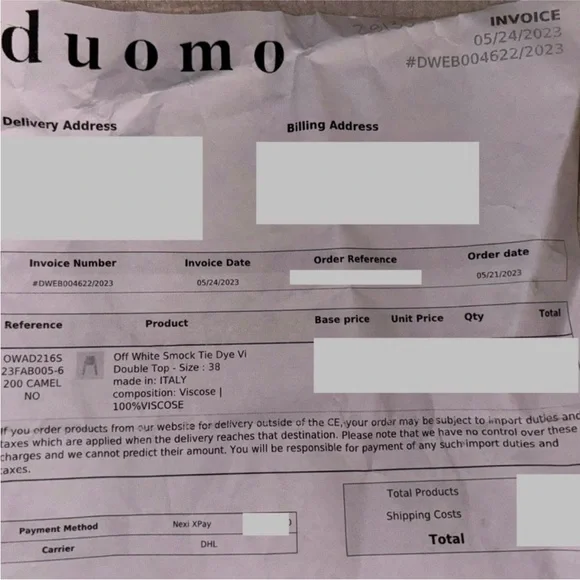 duomo
INVOICE
05/24/2023
#DWEB004622/2023
Delivery Address
Billing Address
Invoice Number Invoice Date Order Reference Order date
#DWEB004622/2023 05/24/2023 05/21/2023
Reference Product Base price Unit Price Qty Total
OWAD216S
23FAB005-6
200 CAMEL
NO
Off White Smock Tie Dye Vi
Double Top - Size : 38
made in: ITALY
composition: Viscose |
100%VISCOSE
If you order products from our website for delivery outside of the CE,your order may be subject to import duties and
taxes which are applied when the delivery reaches that destination. Please note that we have no control over these
charges and we cannot predict their amount. You will be responsible for payment of any such import duties and
taxes.
Total Products
Shipping Costs
Total
Payment Method Nexi XPay
Carrier DHL